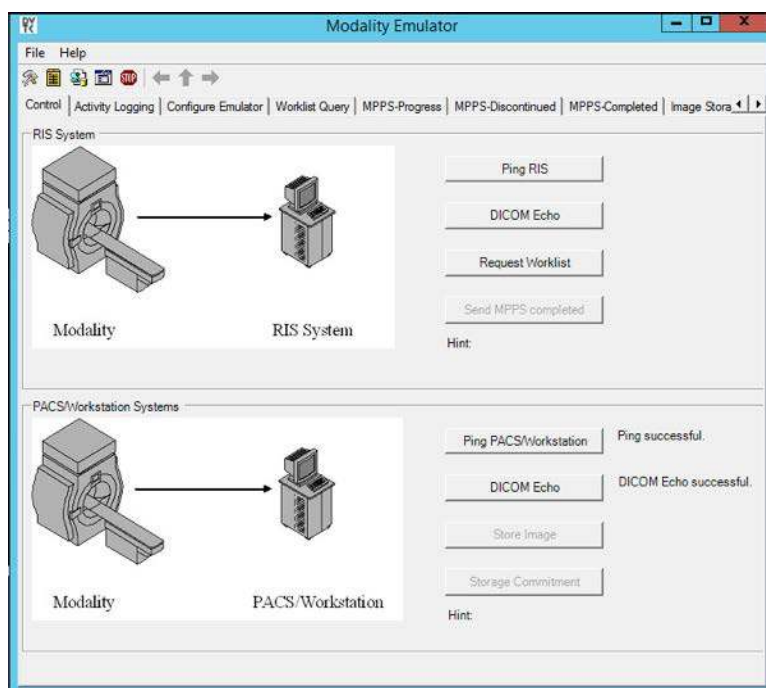 Modality Emulator
File Help
STOP
Control Activity Logging Configure Emulator Worklist Query MPPS-Progress MPPS-Discontinued MPPS-Completed Image Stora
RIS System
Ping RIS
DICOM Echo
Request Worklist
Send MPPS completed
Modality RIS System
Hint:
PACS/Workstation Systems
Ping PACS/Workstation Ping successful.
DICOM Echo DICOM Echo successful.
Store Image
Storage Commitment
Modality PACS/Workstation
Hint: